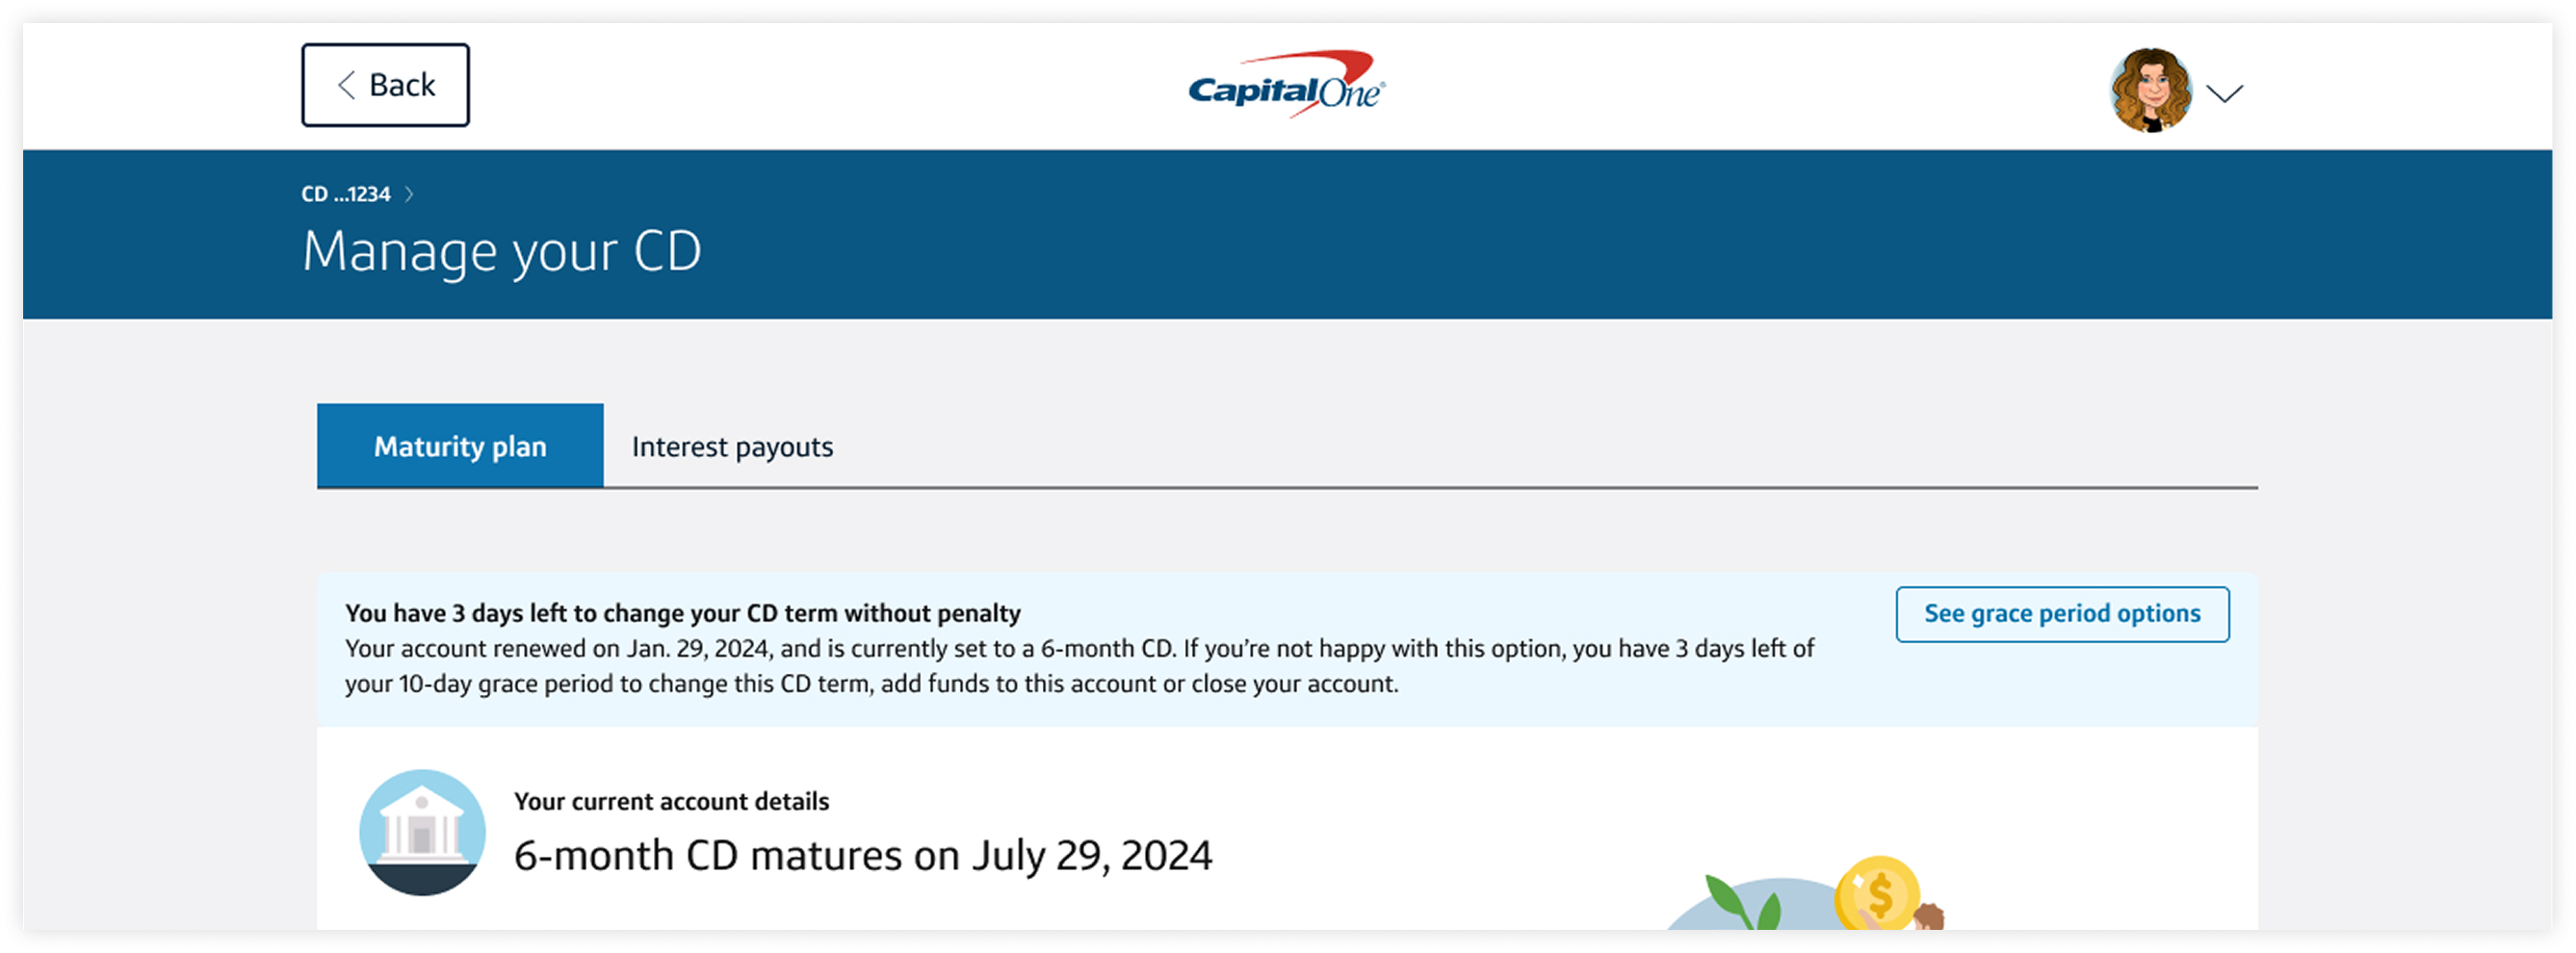 Back
Capital One
CD ...1234
Manage your CD
Maturity plan
Interest payouts
You have 3 days left to change your CD term without penalty
See grace period options
Your account renewed on Jan. 29, 2024, and is currently set to a 6-month CD. If you’re not happy with this option, you have 3 days left of
your 10-day grace period to change this CD term, add funds to this account or close your account.
Your current account details
6-month CD matures on July 29, 2024
$